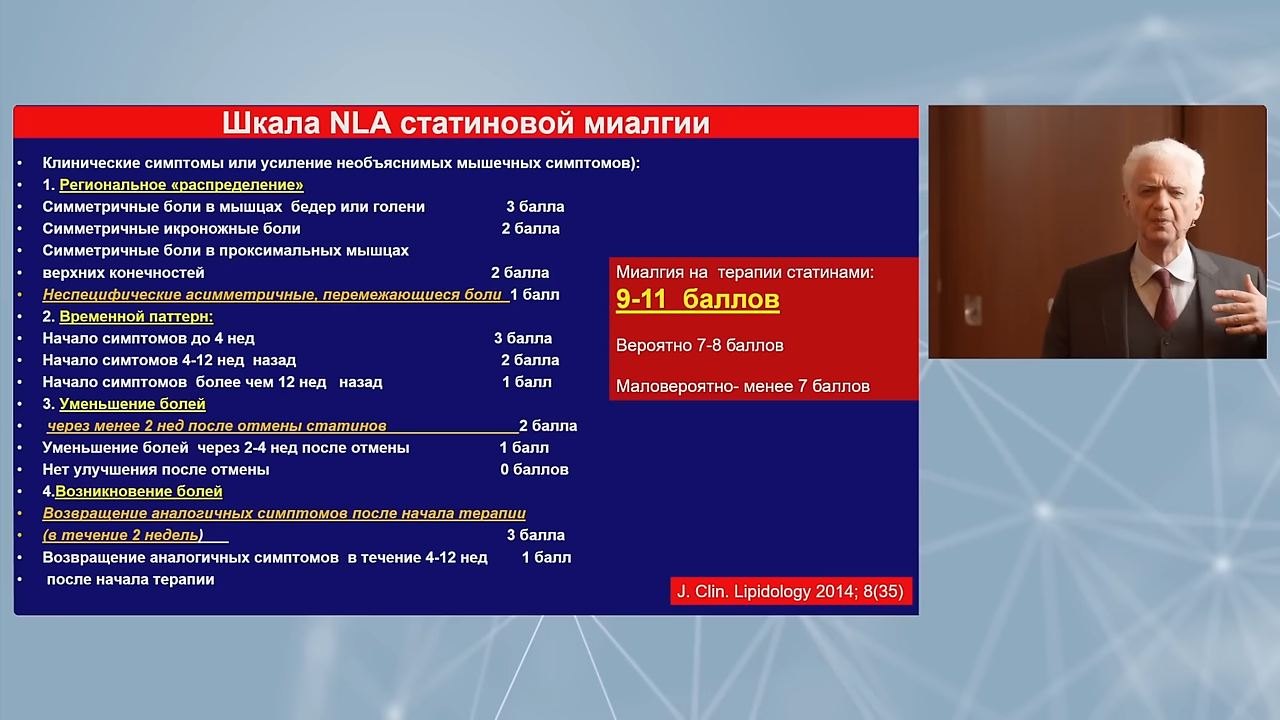 Шкала NLA статиновой миалгии
• Клинические симптомы или усиление необъяснимых мышечных симптомов):
• 1. Региональное «распределение»
• Симметричные боли в мышцах бедер или голени 3 балла
• Симметричные икроножные боли 2 балла
• Симметричные боли в проксимальных мышцах
• верхних конечностей 2 балла
• Неспецифические асимметричные, перемежающиеся боли 1 балл
• 2. Временной паттерн:
• Начало симптомов до 4 нед 3 балла
• Начало симтомов 4-12 нед назад 2 балла
• Начало симптомов более чем 12 нед назад 1 балл
• 3. Уменьшение болей
• через менее 2 нед после отмены статинов 2 балла
• Уменьшение болей через 2-4 нед после отмены 1 балл
• Нет улучшения после отмены 0 баллов
• 4.Возникновение болей
• Возвращение аналогичных симптомов после начала терапии
• (в течение 2 недель) 3 балла
• Возвращение аналогичных симптомов в течение 4-12 нед 1 балл
• после начала терапии
Миалгия на терапии статинами:
9-11 баллов
Вероятно 7-8 баллов
Маловероятно- менее 7 баллов
J. Clin. Lipidology 2014; 8(35)